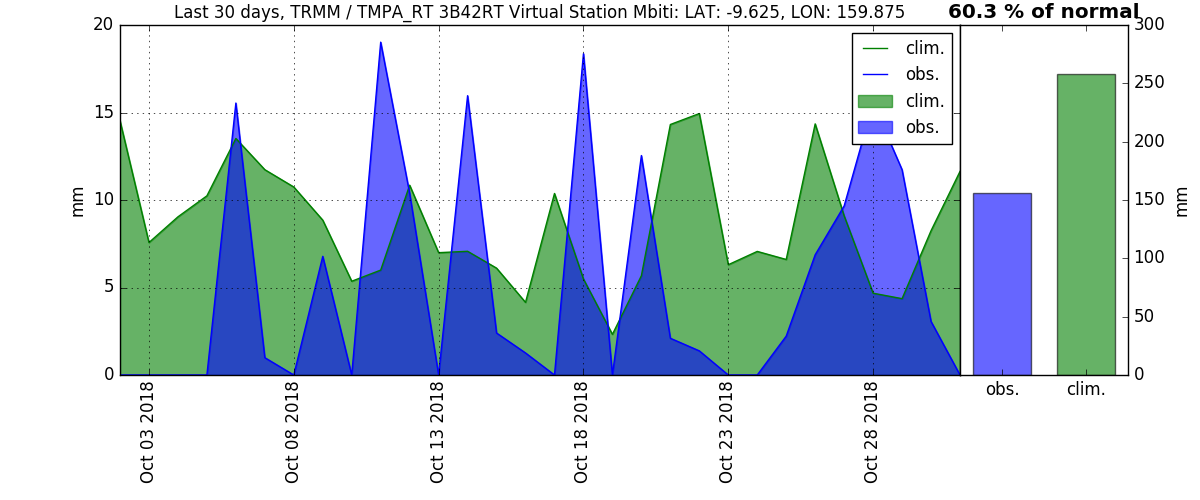 Last 30 days, TRMM / TMPA_RT 3B42RT Virtual Station Mbiti: LAT: -9.625, LON: 159.875
60.3 % of normal
20
15
10
5
0
mm
clim.
obs.
clim.
obs.
Oct 03 2018
Oct 08 2018
Oct 13 2018
Oct 18 2018
Oct 23 2018
Oct 28 2018
300
250
200
150
100
50
0
mm
obs.
clim.